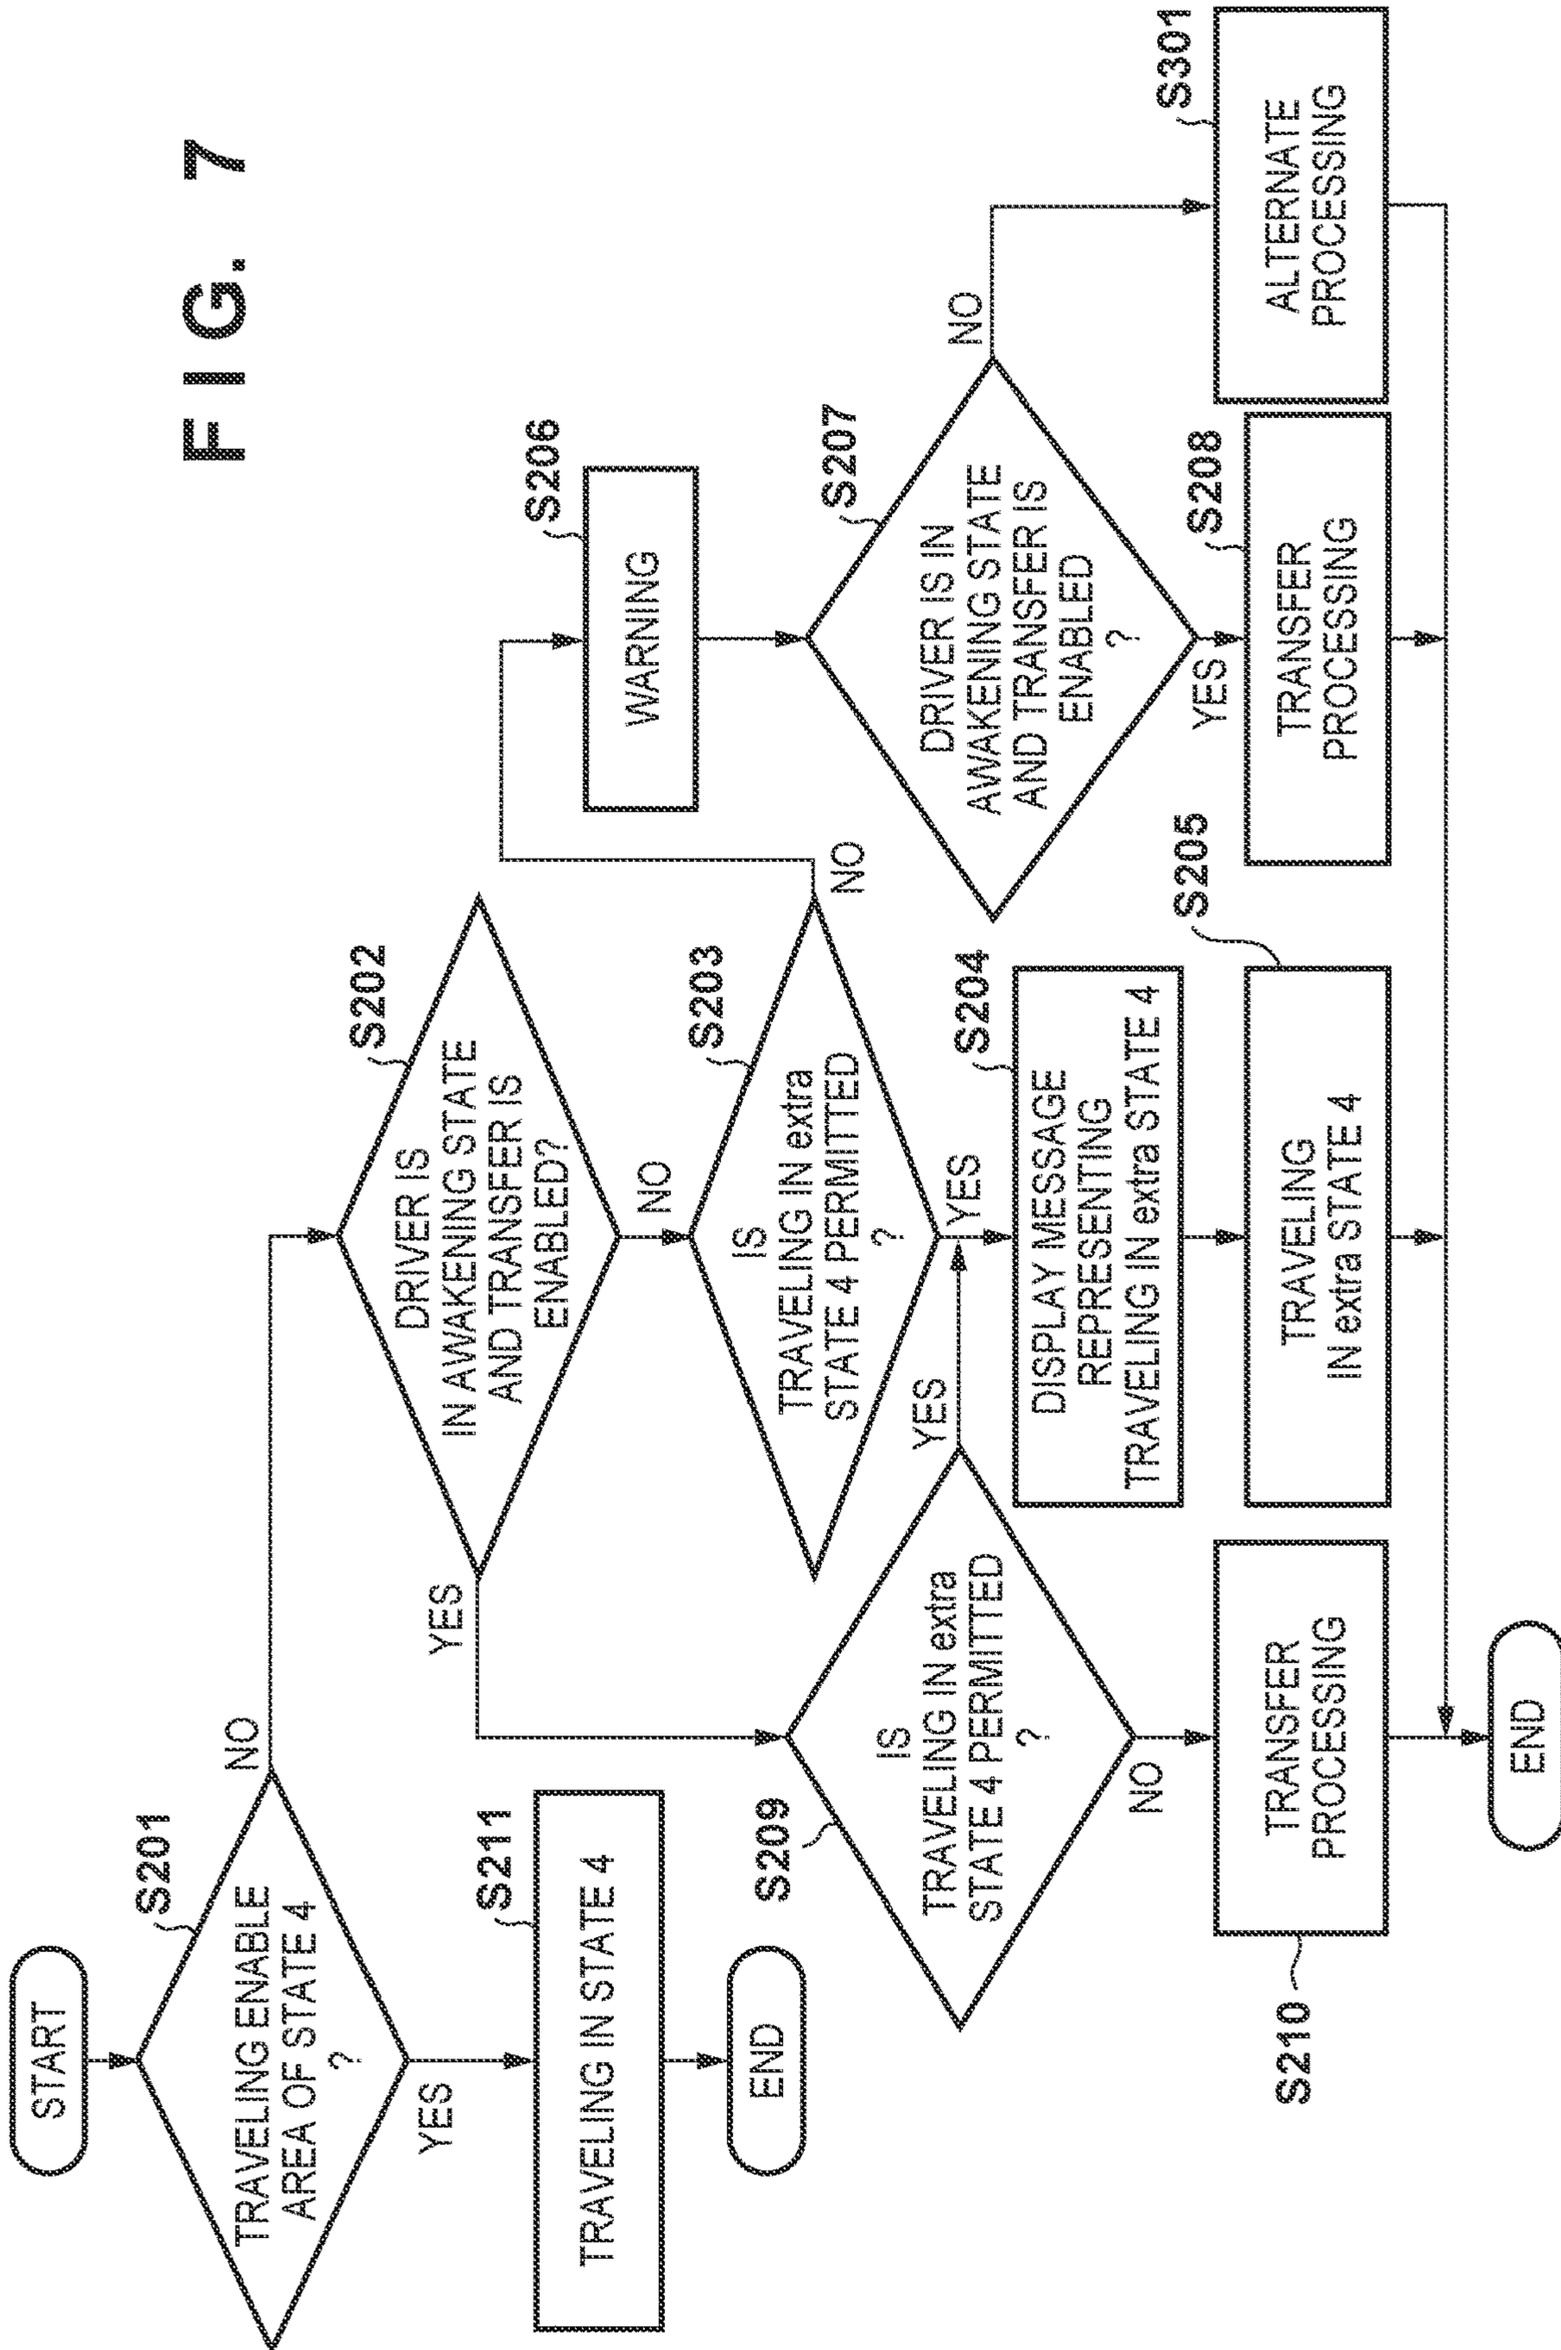 FIG. 7
START
S201
TRAVELING ENABLE
AREA OF STATE 4
?
NO
YES
S211
TRAVELING IN STATE 4
END
S202
DRIVER IS
IN AWAKENING STATE
AND TRANSFER IS
ENABLED?
YES
NO
S203
IS
TRAVELING IN extra
STATE 4 PERMITTED
?
NO
YES
S204
DISPLAY MESSAGE
REPRESENTING
TRAVELING IN extra STATE 4
S205
TRAVELING
IN extra STATE 4
S206
WARNING
S207
DRIVER IS IN
AWAKENING STATE
AND TRANSFER IS
ENABLED
?
NO
YES
S208
TRANSFER
PROCESSING
S301
ALTERNATE
PROCESSING
S209
IS
TRAVELING IN extra
STATE 4 PERMITTED
?
YES
NO
S210
TRANSFER
PROCESSING
END